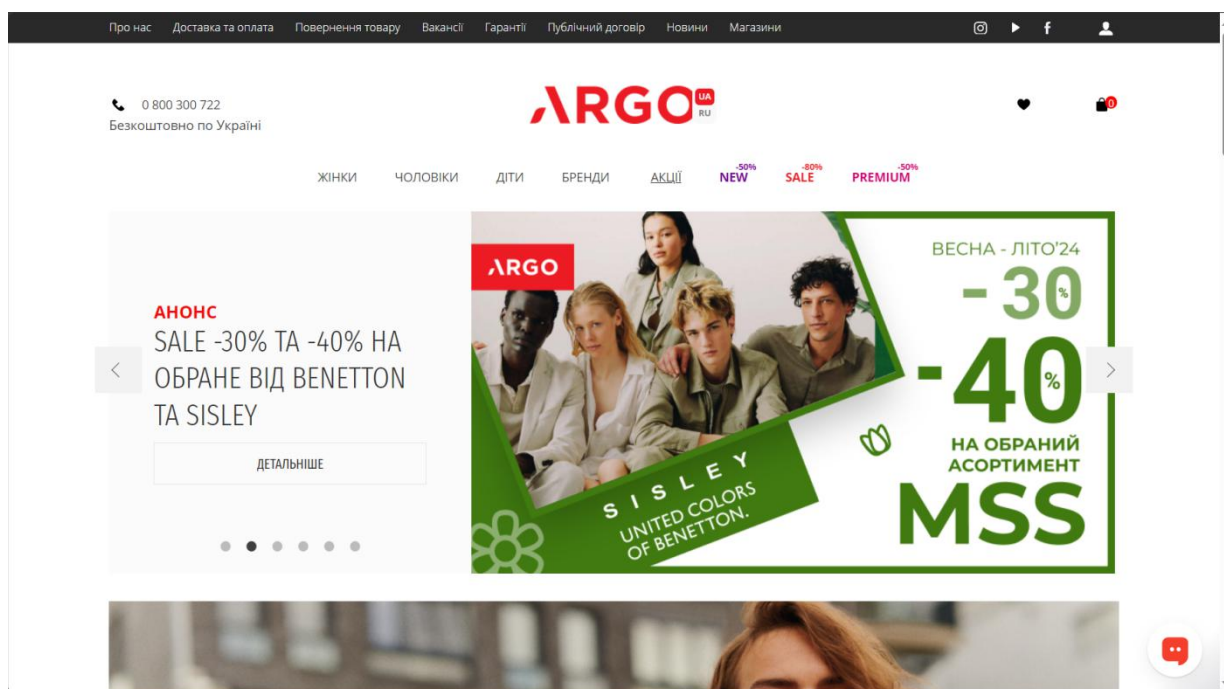 Про нас Доставка та оплата Повернення товару Вакансії Гарантії Публічний договір Новини Магазини
0 800 300 722
Безкоштовно по Україні
ARGO UA
RU
0
ЖІНКИ ЧОЛОВІКИ ДІТИ БРЕНДИ АКЦІЇ NEW -50% SALE -80% PREMIUM -50%
АНОНС
SALE -30% ТА -40% НА
ОБРАНЕ ВІД BENETTON
ТА SISLEY
ДЕТАЛЬНІШЕ
ARGO
SISLEY
UNITED COLORS
OF BENETTON.
ВЕСНА - ЛІТО'24
- 30%
-40%
НА ОБРАНИЙ
АСОРТИМЕНТ
MSS